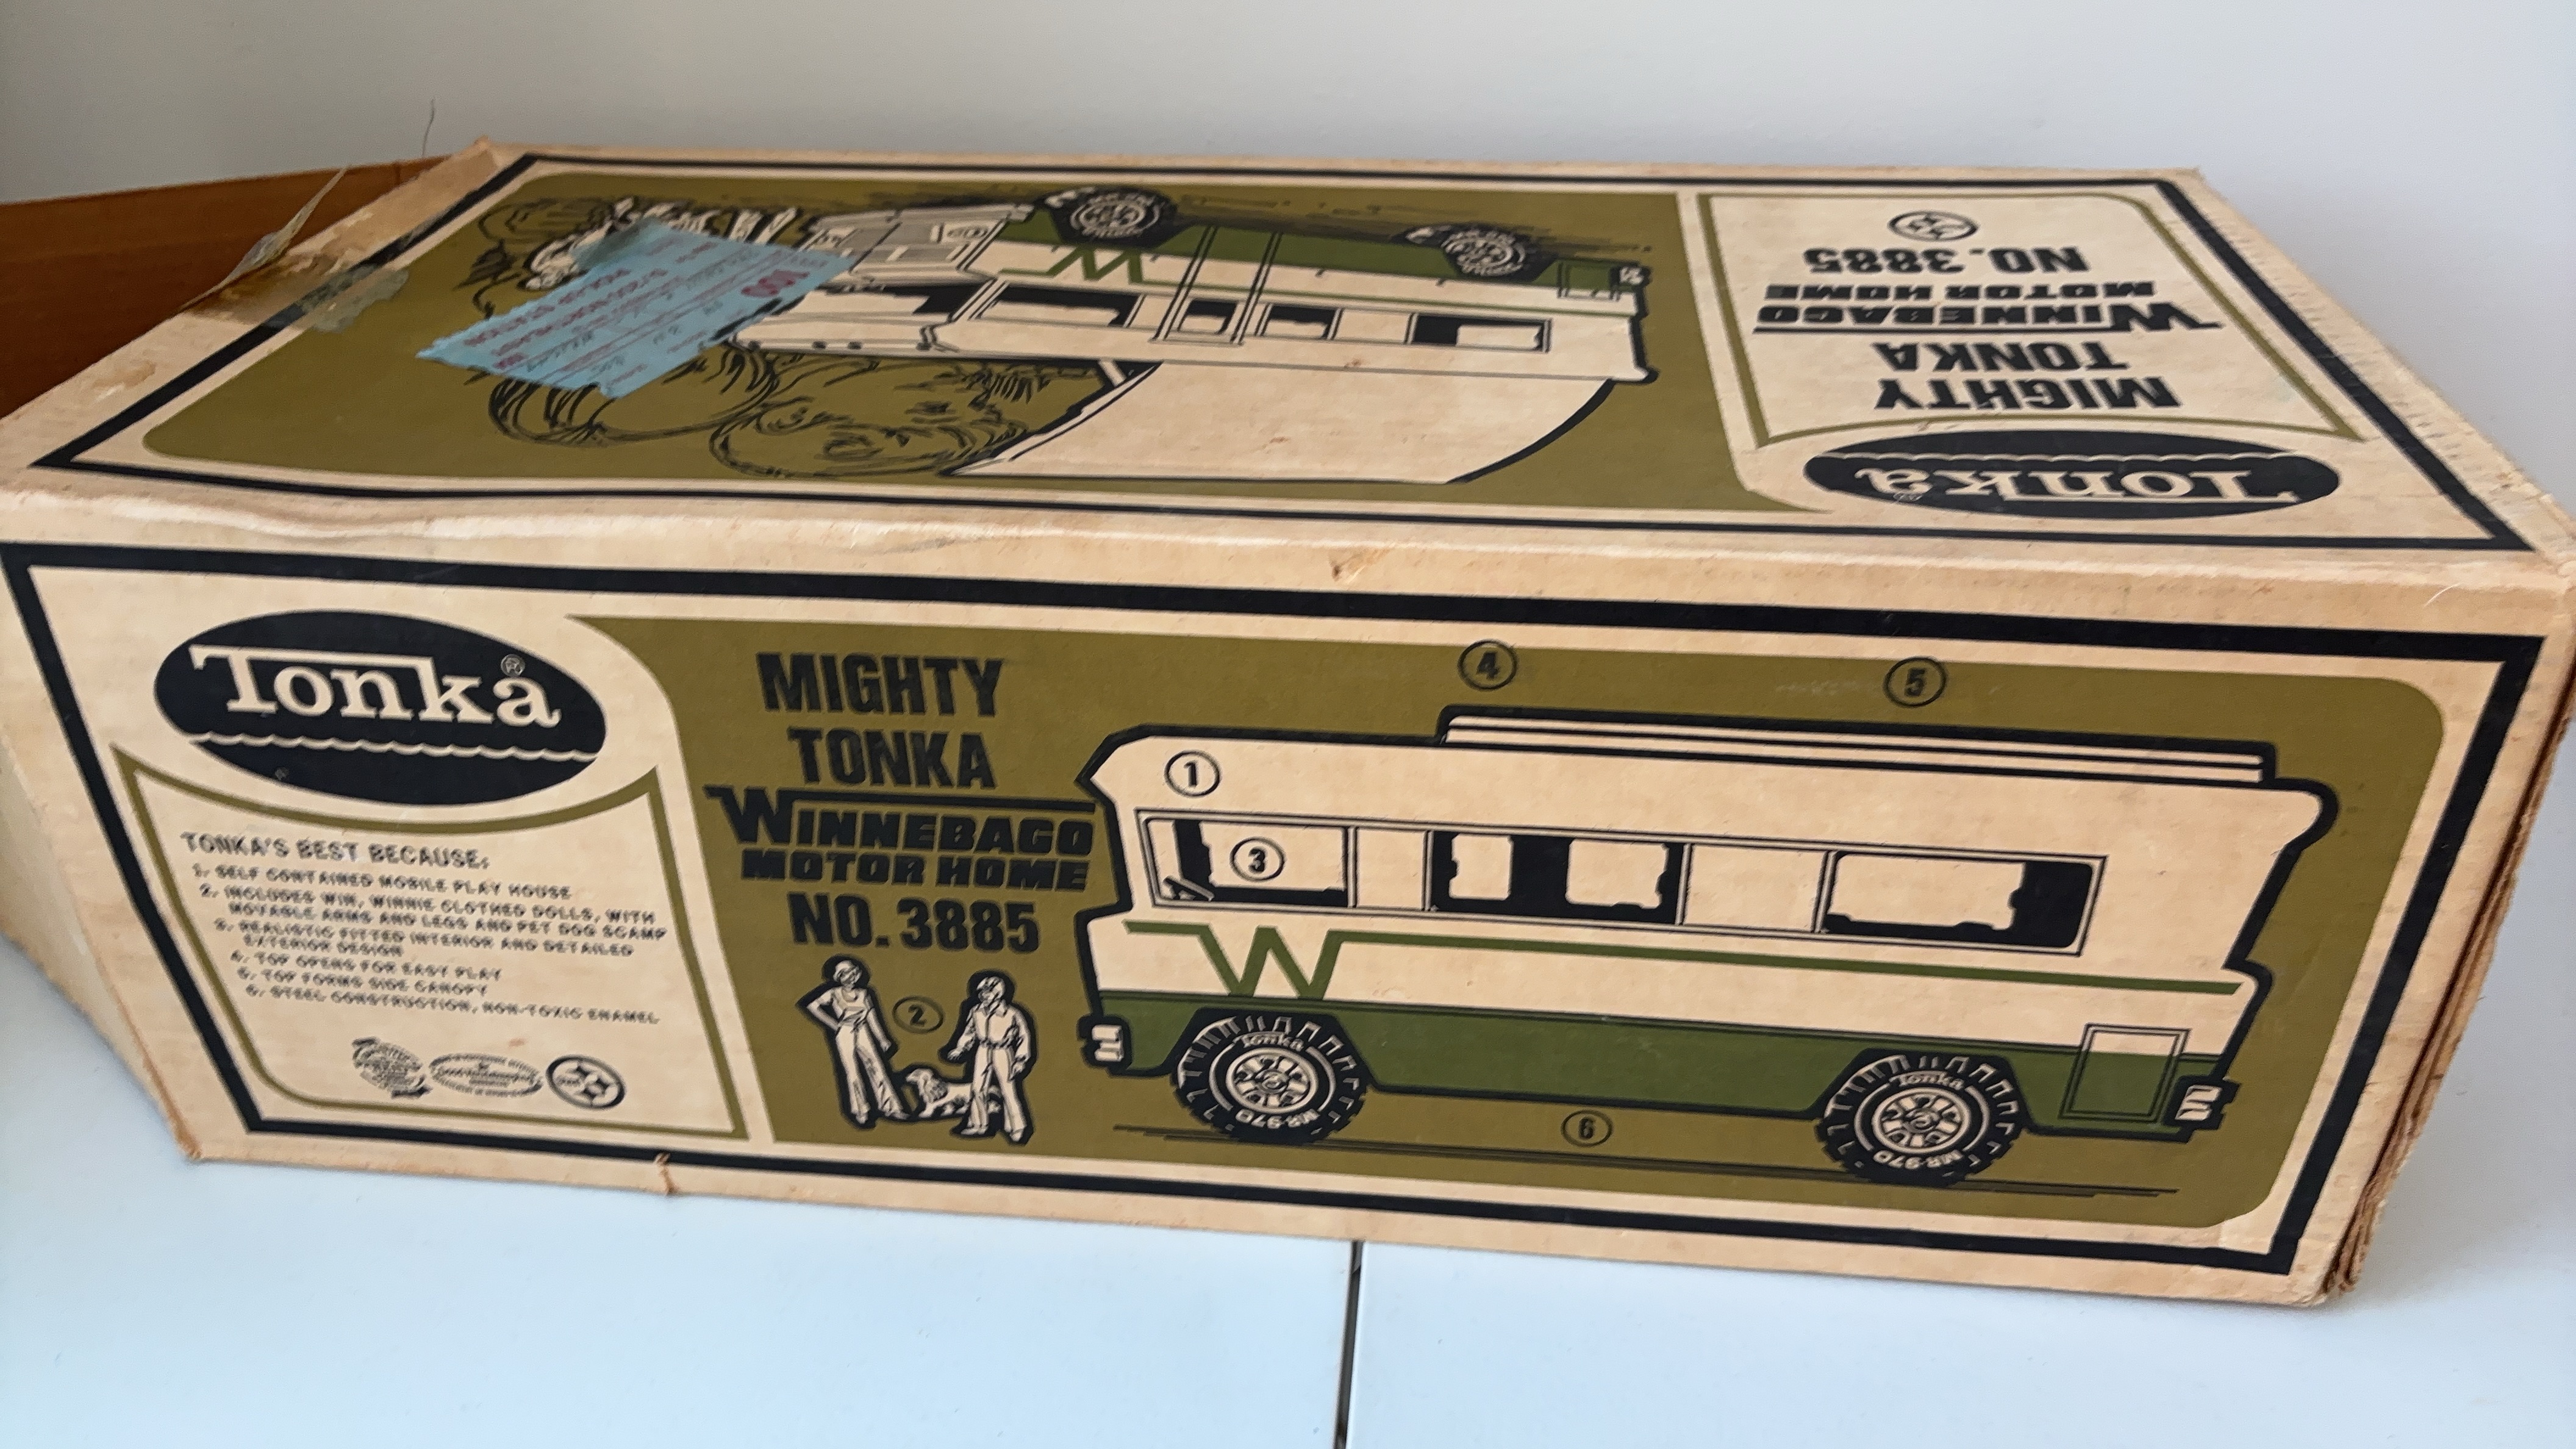 Tonka®
MIGHTY
TONKA
WINNEBAGO
MOTOR HOME
NO. 3885
Tonka®
TONKA'S BEST BECAUSE:
1. SELF CONTAINED MOBILE PLAY HOUSE
2. INCLUDES WIN, WINNIE CLOTHED DOLLS, WITH
MOVABLE ARMS AND LEGS AND PET DOG SCAMP
3. REALISTIC FITTED INTERIOR AND DETAILED
EXTERIOR DESIGN
4. TOP OPENS FOR EASY PLAY
5. TOP FORMS SIDE CANOPY
6. STEEL CONSTRUCTION, NON-TOXIC ENAMEL
MIGHTY
TONKA
WINNEBAGO
MOTOR HOME
NO. 3885
1
2
3
4
5
6
W
Tonka
MR-970
Tonka
MR-970
W